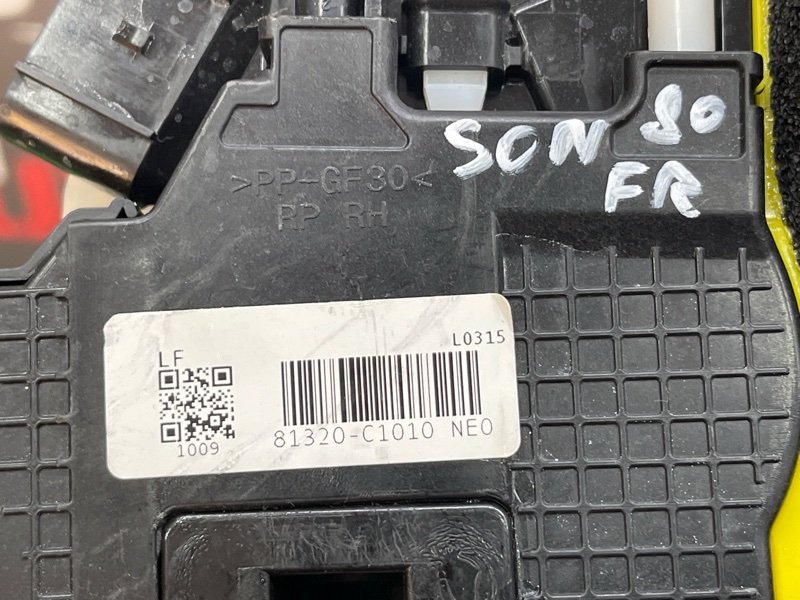 SON 80
FR
>PP-GF30<
RP RH
L0315
LF
1009
81320-C1010 NEO